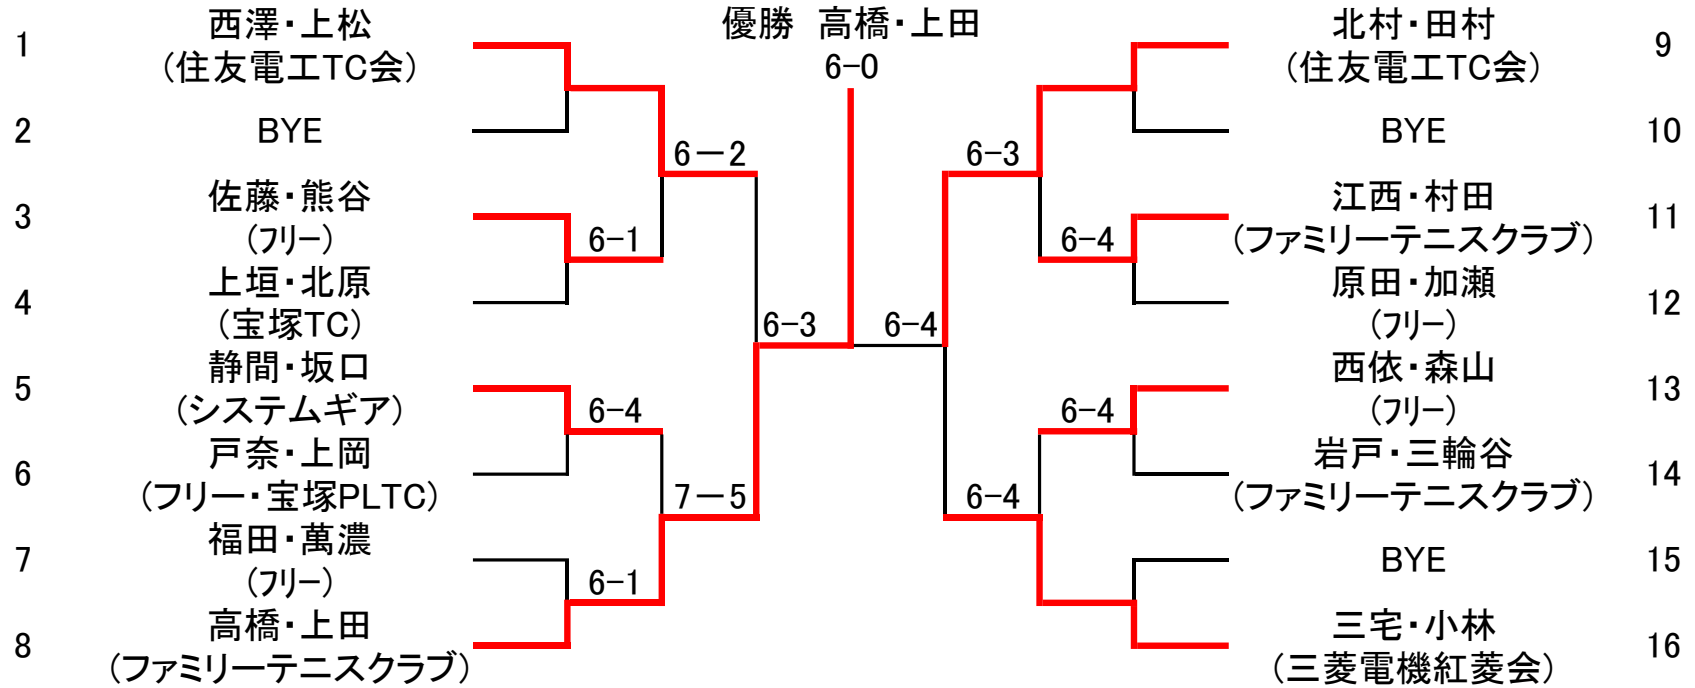 優勝 高橋・上田
6-0
1
西澤・上松
(住友電工TC会)
2
BYE
3
佐藤・熊谷
(フリー)
4
上垣・北原
(宝塚TC)
5
静間・坂口
(システムギア)
6
戸奈・上岡
(フリー・宝塚PLTC)
7
福田・萬濃
(フリー)
8
高橋・上田
(ファミリーテニスクラブ)
6-1
6-4
6-1
6ー2
7ー5
6-3
6-4
6-3
6-4
6-4
6-4
北村・田村
(住友電工TC会)
9
BYE
10
江西・村田
(ファミリーテニスクラブ)
11
原田・加瀬
(フリー)
12
西依・森山
(フリー)
13
岩戸・三輪谷
(ファミリーテニスクラブ)
14
BYE
15
三宅・小林
(三菱電機紅菱会)
16